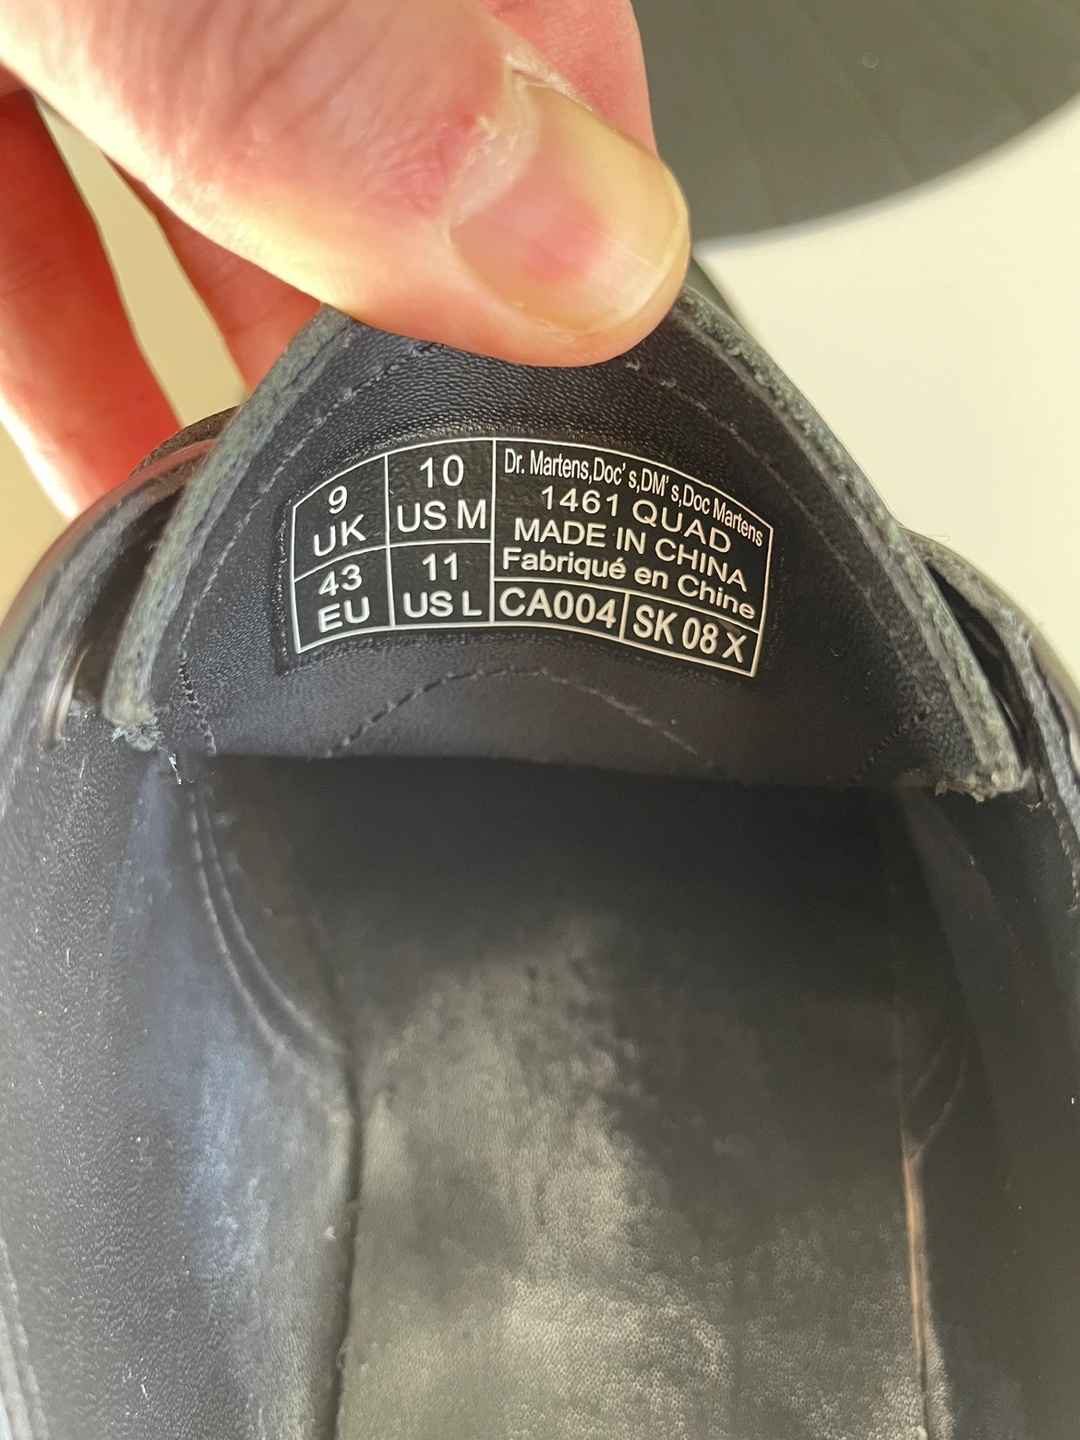 9
UK
10
US M
43
EU
11
US L
Dr. Martens,Doc's,DM's,Doc Martens
1461 QUAD
MADE IN CHINA
Fabriqué en Chine
CA004
SK 08 X